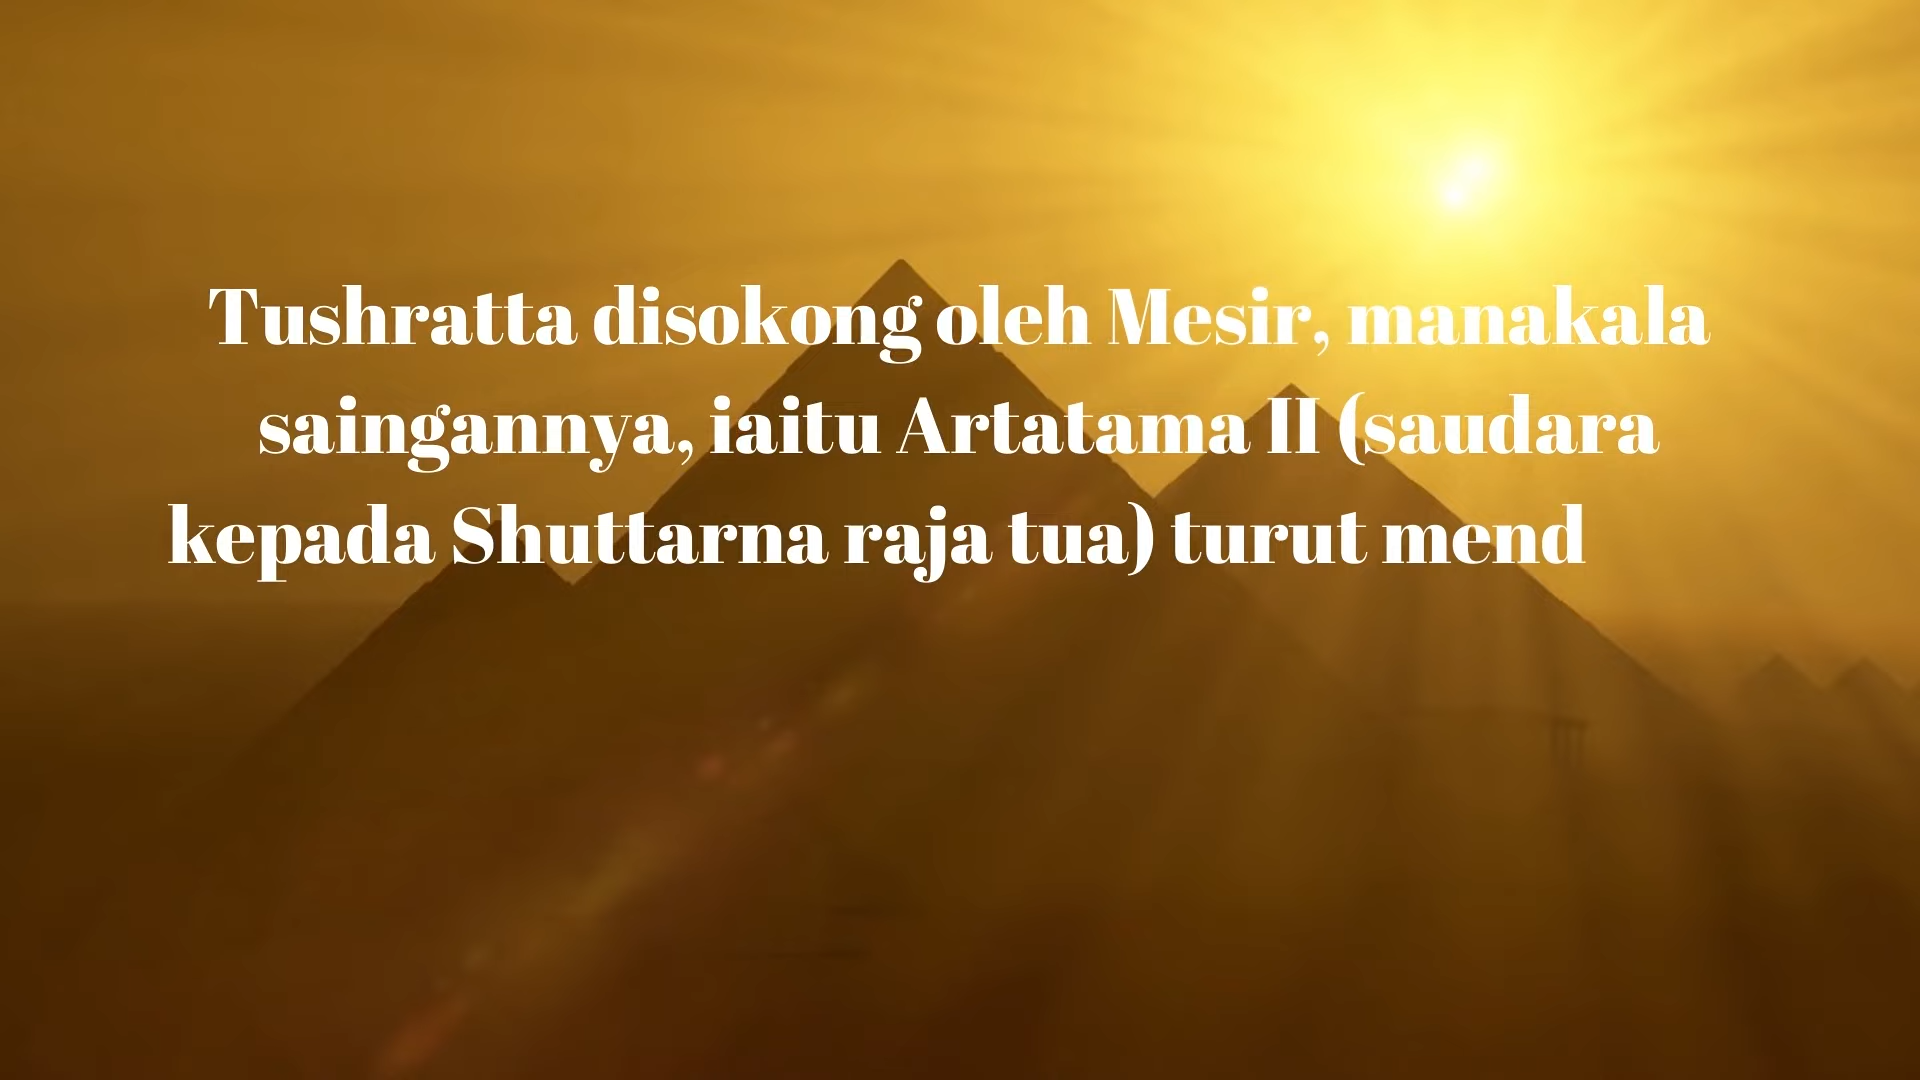 Tushratta disokong oleh Mesir, manakala
saingannya, iaitu Artatama II (saudara
kepada Shuttarna raja tua) turut mend